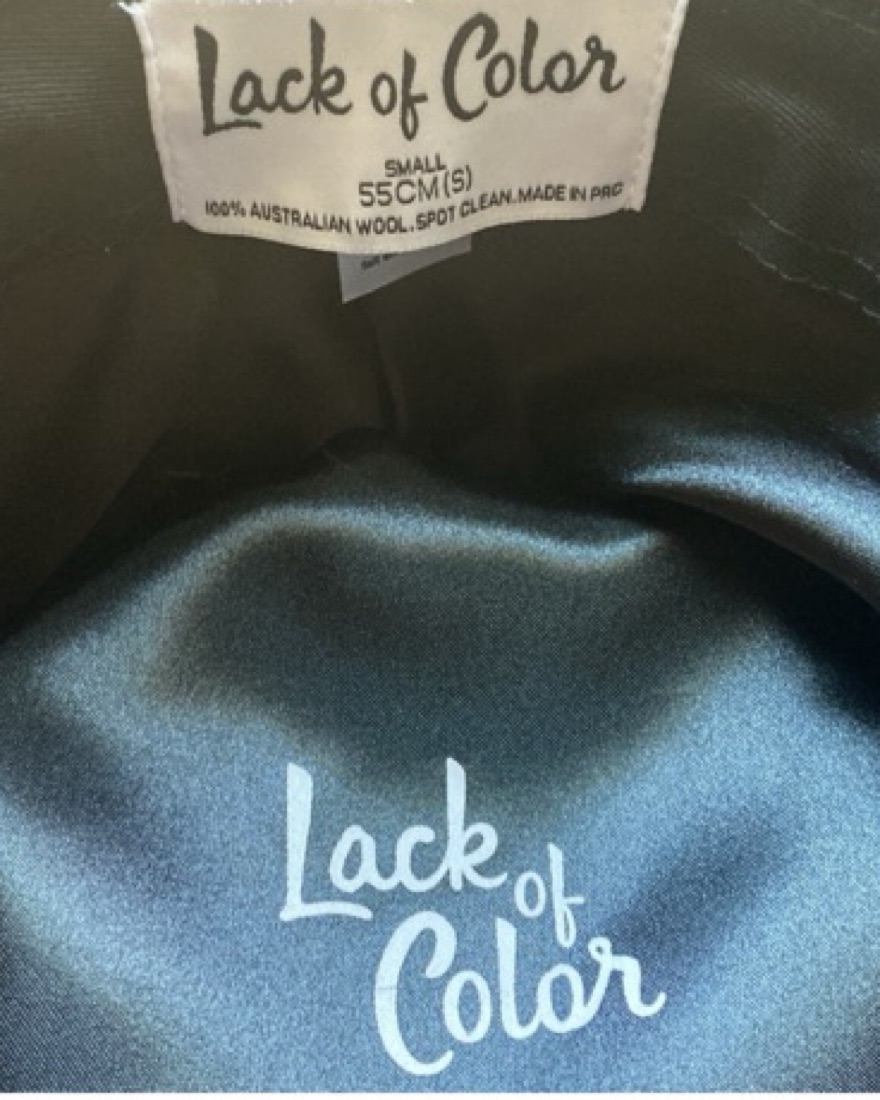 Lack of Color
SMALL
55CM(S)
100% AUSTRALIAN WOOL.SPOT CLEAN.MADE IN PRC
Lack
of
Color